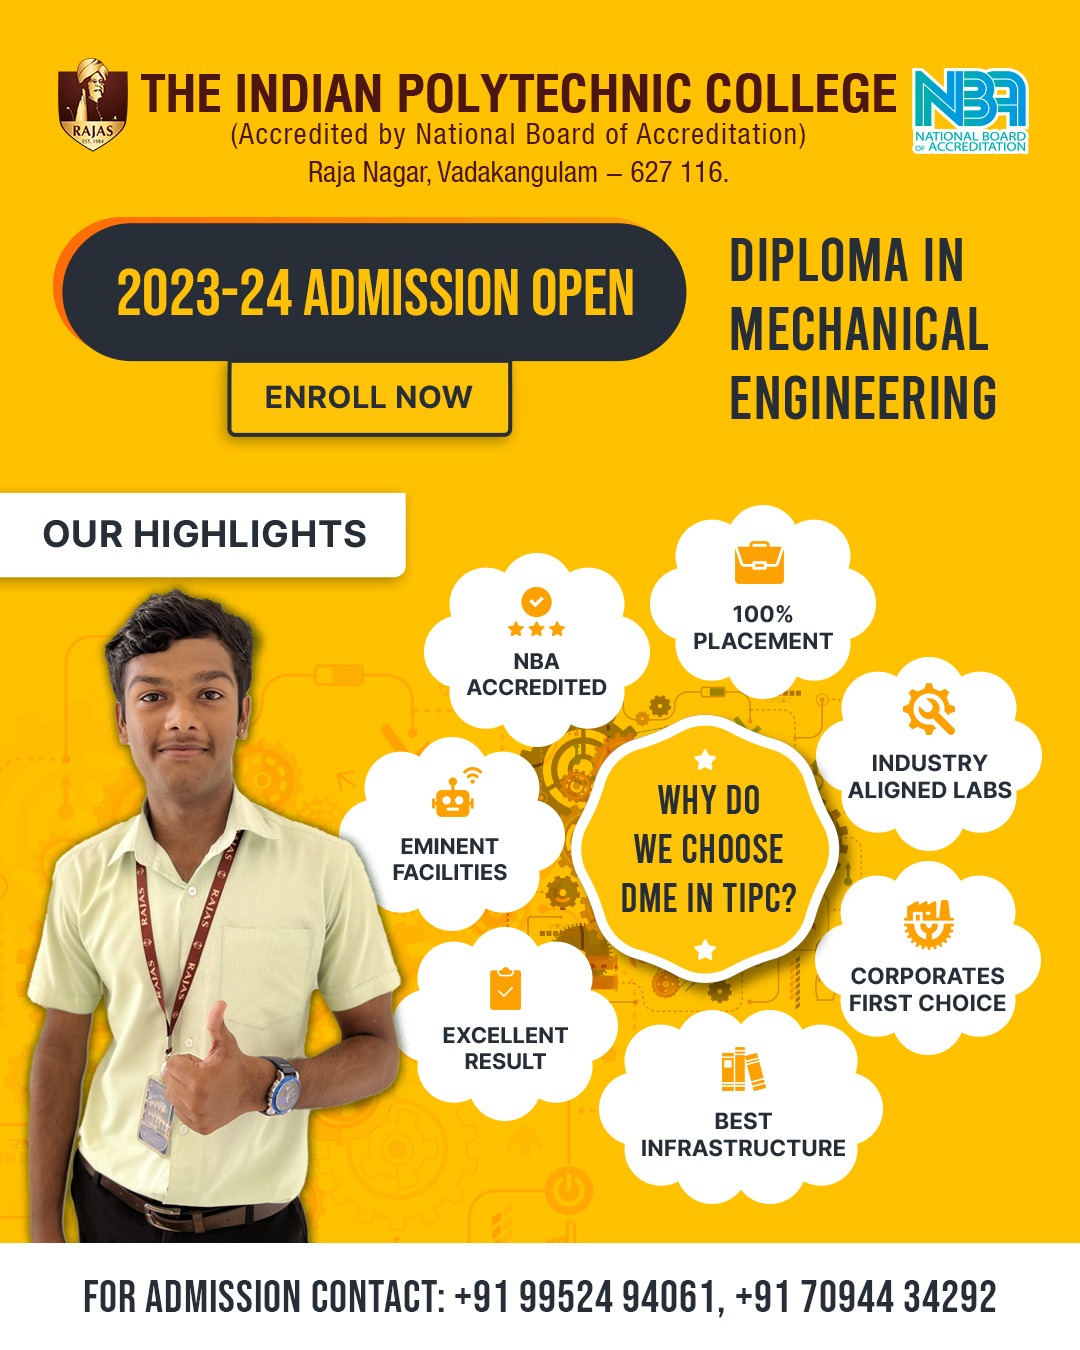 RAJAS
EST. 1984
THE INDIAN POLYTECHNIC COLLEGE
(Accredited by National Board of Accreditation)
Raja Nagar, Vadakangulam – 627 116.
NBA
NATIONAL BOARD
OF ACCREDITATION
2023-24 ADMISSION OPEN
ENROLL NOW
DIPLOMA IN
MECHANICAL
ENGINEERING
OUR HIGHLIGHTS
100%
PLACEMENT
NBA
ACCREDITED
INDUSTRY
ALIGNED LABS
EMINENT
FACILITIES
WHY DO
WE CHOOSE
DME IN TIPC?
CORPORATES
FIRST CHOICE
EXCELLENT
RESULT
BEST
INFRASTRUCTURE
RAJAS
RAJAS
RAJAS
RAJAS
FOR ADMISSION CONTACT: +91 99524 94061, +91 70944 34292